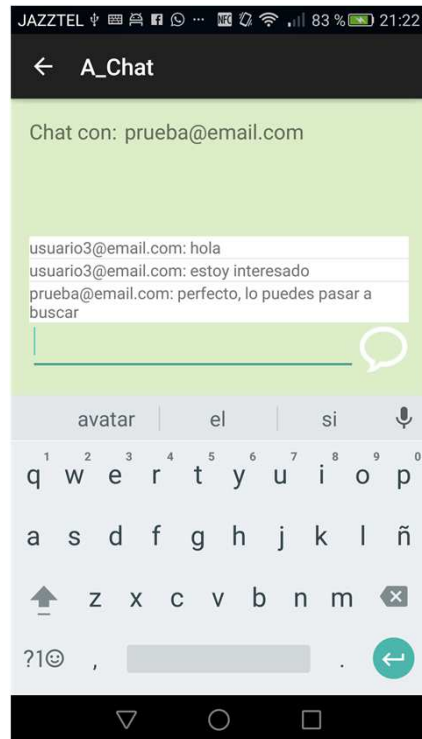 JAZZTEL ... NFC 83 % 21:22
A_Chat
Chat con: prueba@email.com
usuario3@email.com: hola
usuario3@email.com: estoy interesado
prueba@email.com: perfecto, lo puedes pasar a
buscar
avatar el si
1 2 3 4 5 6 7 8 9 0
q w e r t y u i o p
a s d f g h j k l ñ
z x c v b n m
?1☺ , .